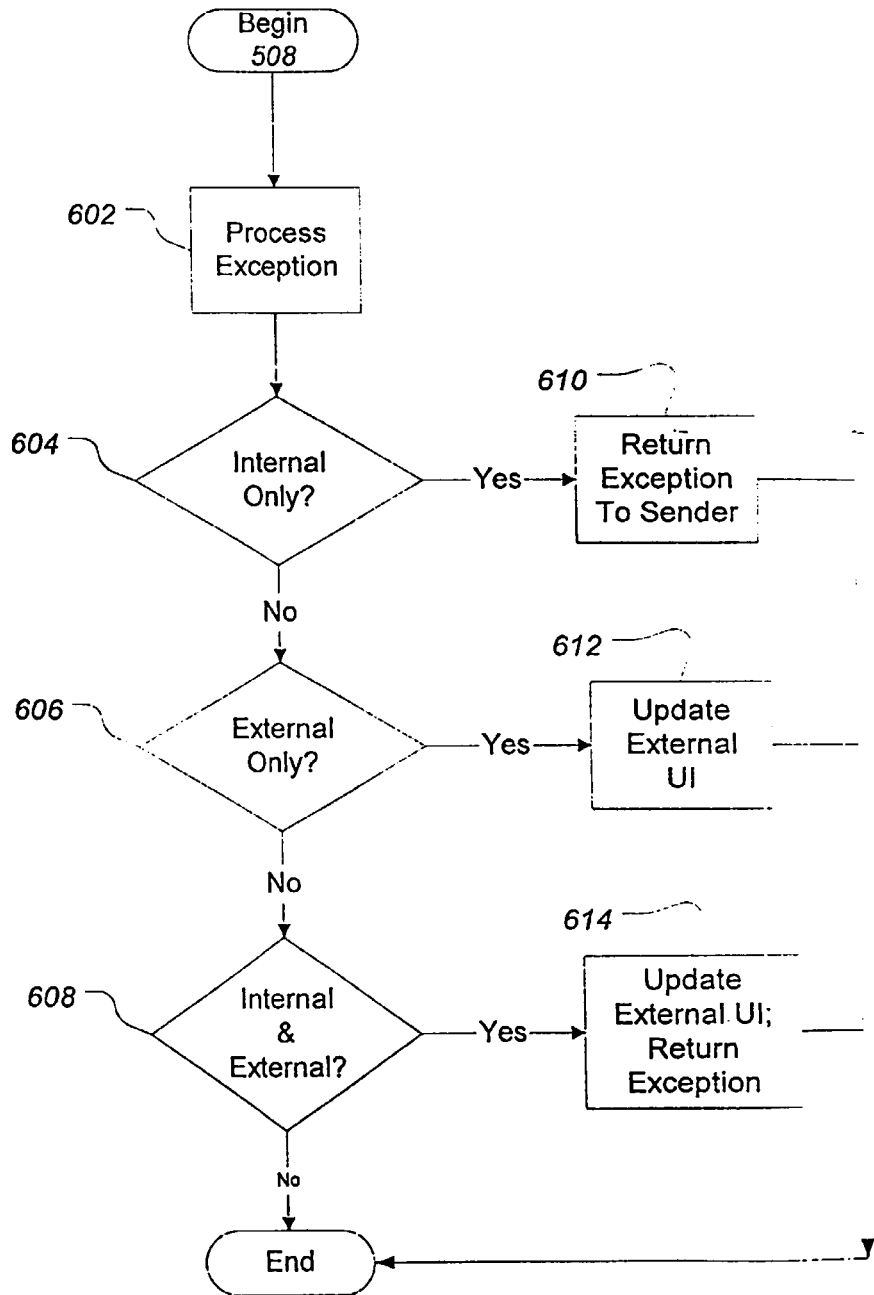 Begin
508
602
Process
Exception
610
604
Internal
Only?
Yes
Return
Exception
To Sender
No
612
606
External
Only?
Yes
Update
External
UI
No
614
608
Internal
&
External?
Yes
Update
External UI;
Return
Exception
No
End